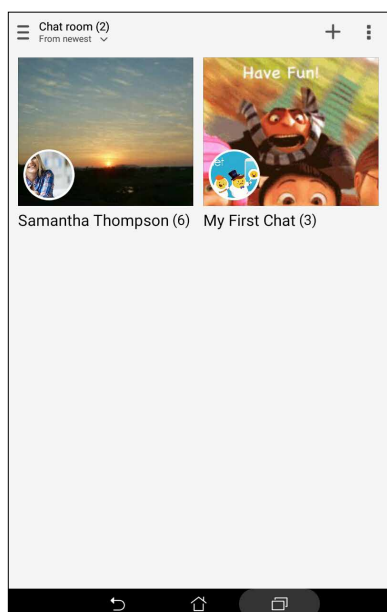 Chat room (2)
From newest
Have Fun!
Samantha Thompson (6)
My First Chat (3)